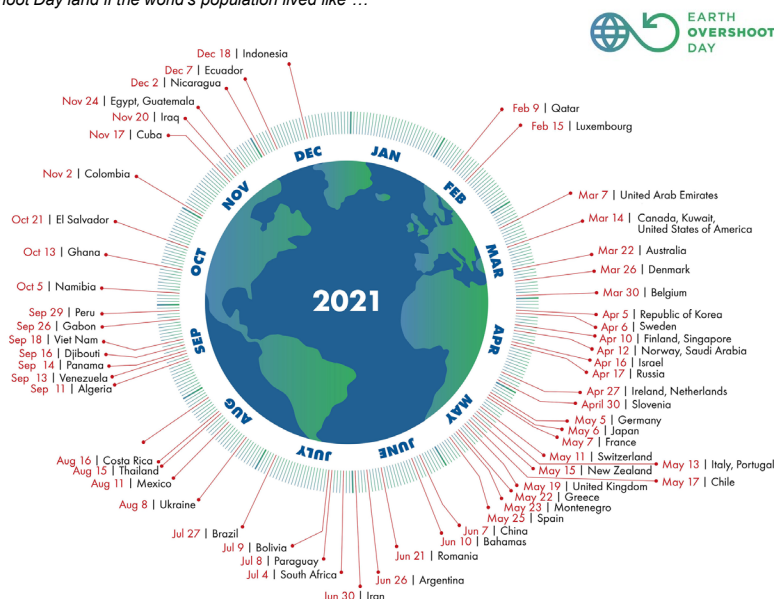 hoot Day land if the world's population lived like …
EARTH
OVERSHOOT
DAY
Dec 18 | Indonesia
Dec 7 | Ecuador
Dec 2 | Nicaragua
Nov 24 | Egypt, Guatemala
Nov 20 | Iraq
Nov 17 | Cuba
Nov 2 | Colombia
Oct 21 | El Salvador
Oct 13 | Ghana
Oct 5 | Namibia
Sep 29 | Peru
Sep 26 | Gabon
Sep 18 | Viet Nam
Sep 16 | Djibouti
Sep 14 | Panama
Sep 13 | Venezuela
Sep 11 | Algeria
Aug 16 | Costa Rica
Aug 15 | Thailand
Aug 11 | Mexico
Aug 8 | Ukraine
Jul 27 | Brazil
Jul 9 | Bolivia
Jul 8 | Paraguay
Jul 4 | South Africa
Jun 30 | Iran
Feb 9 | Qatar
Feb 15 | Luxembourg
Mar 7 | United Arab Emirates
Mar 14 | Canada, Kuwait,
United States of America
Mar 22 | Australia
Mar 26 | Denmark
Mar 30 | Belgium
Apr 5 | Republic of Korea
Apr 6 | Sweden
Apr 10 | Finland, Singapore
Apr 12 | Norway, Saudi Arabia
Apr 16 | Israel
Apr 17 | Russia
Apr 27 | Ireland, Netherlands
April 30 | Slovenia
May 5 | Germany
May 6 | Japan
May 7 | France
May 11 | Switzerland
May 13 | Italy, Portugal
May 15 | New Zealand
May 17 | Chile
May 19 | United Kingdom
May 22 | Greece
May 23 | Montenegro
May 25 | Spain
Jun 7 | China
Jun 10 | Bahamas
Jun 21 | Romania
Jun 26 | Argentina
JAN
FEB
MAR
APR
MAY
JUNE
JULY
AUG
SEP
OCT
NOV
DEC
2021